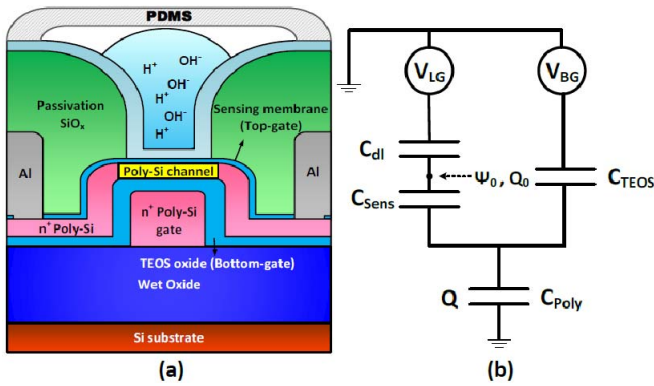 PDMS
H⁺ OH⁻
H⁺ OH⁻
H⁺ OH⁻
H⁺
Passivation
SiOₓ
Sensing membrane
(Top-gate)
Al
Al
Poly-Si channel
n⁺ Poly-Si
gate
n⁺ Poly-Si
TEOS oxide (Bottom-gate)
Wet Oxide
Si substrate
(a)
V_LG
V_BG
C_dl
Ψ₀, Q₀
C_Sens
C_TEOS
Q
C_Poly
(b)